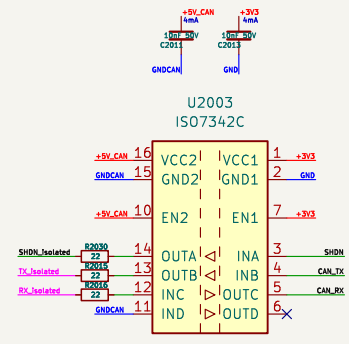 +5V_CAN +3V3
4mA 4mA
10nF 50V 10nF 50V
C2011 C2013
GNDCAN GND
U2003
ISO7342C
+5V_CAN 16 VCC2 VCC1 1 +3V3
GNDCAN 15 GND2 GND1 2 GND
+5V_CAN 10 EN2 EN1 7 +3V3
R2030
SHDN_isolated 22 14 OUTA INA 3 SHDN
R2015
TX_isolated 22 13 OUTB INB 4 CAN_TX
R2016
RX_isolated 22 12 INC OUTC 5 CAN_RX
GNDCAN 11 IND OUTD 6